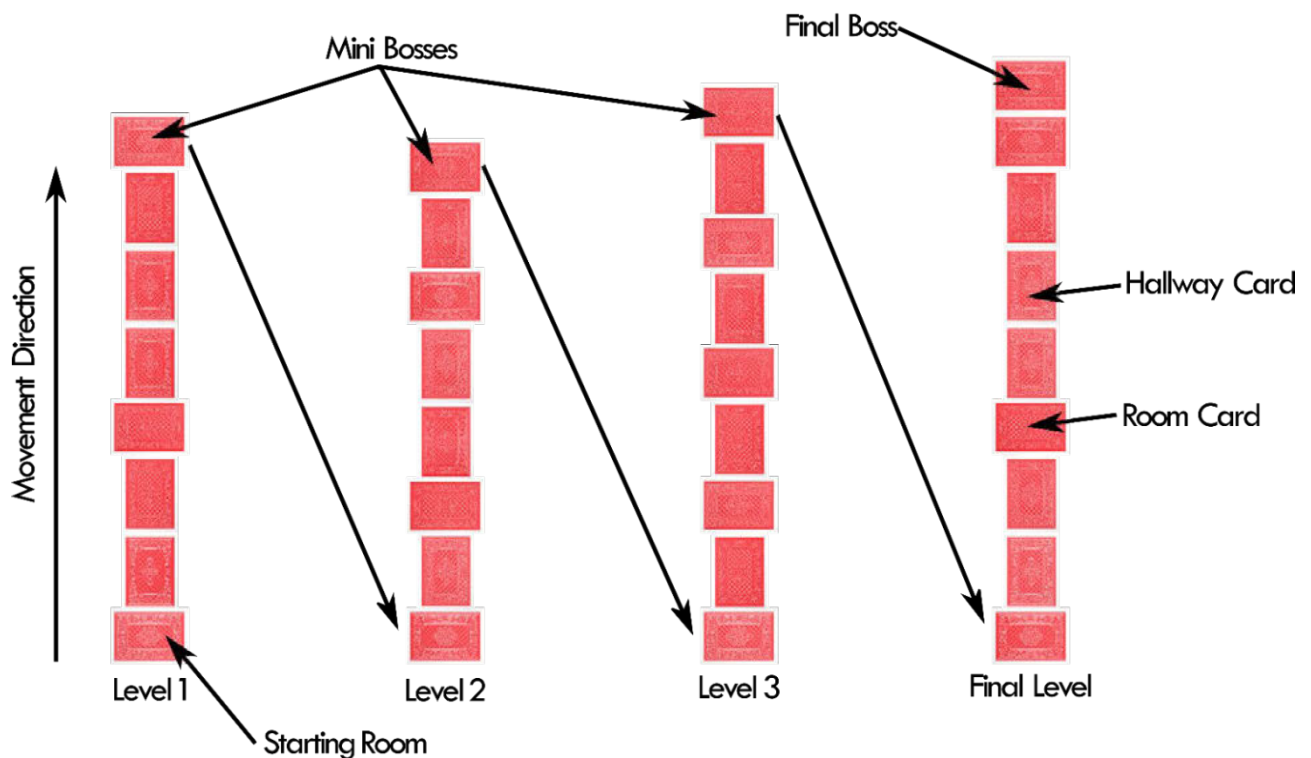 Final Boss
Mini Bosses
Movement Direction
Hallway Card
Room Card
Level 1
Level 2
Level 3
Final Level
Starting Room